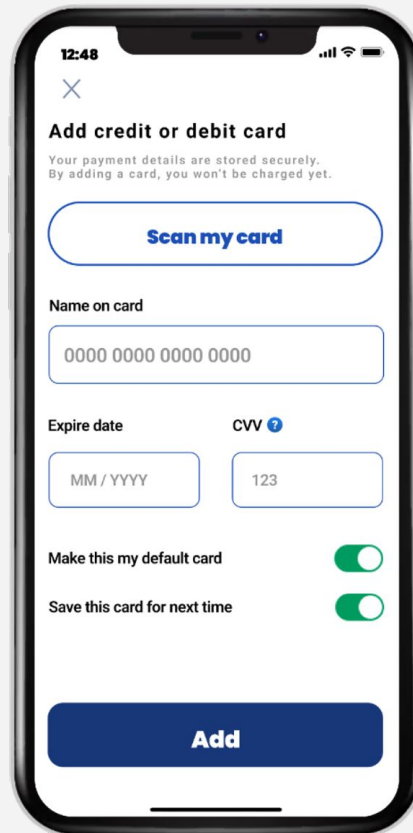 12:48
Add credit or debit card
Your payment details are stored securely.
By adding a card, you won't be charged yet.
Scan my card
Name on card
0000 0000 0000 0000
Expire date CVV ?
MM / YYYY 123
Make this my default card
Save this card for next time
Add